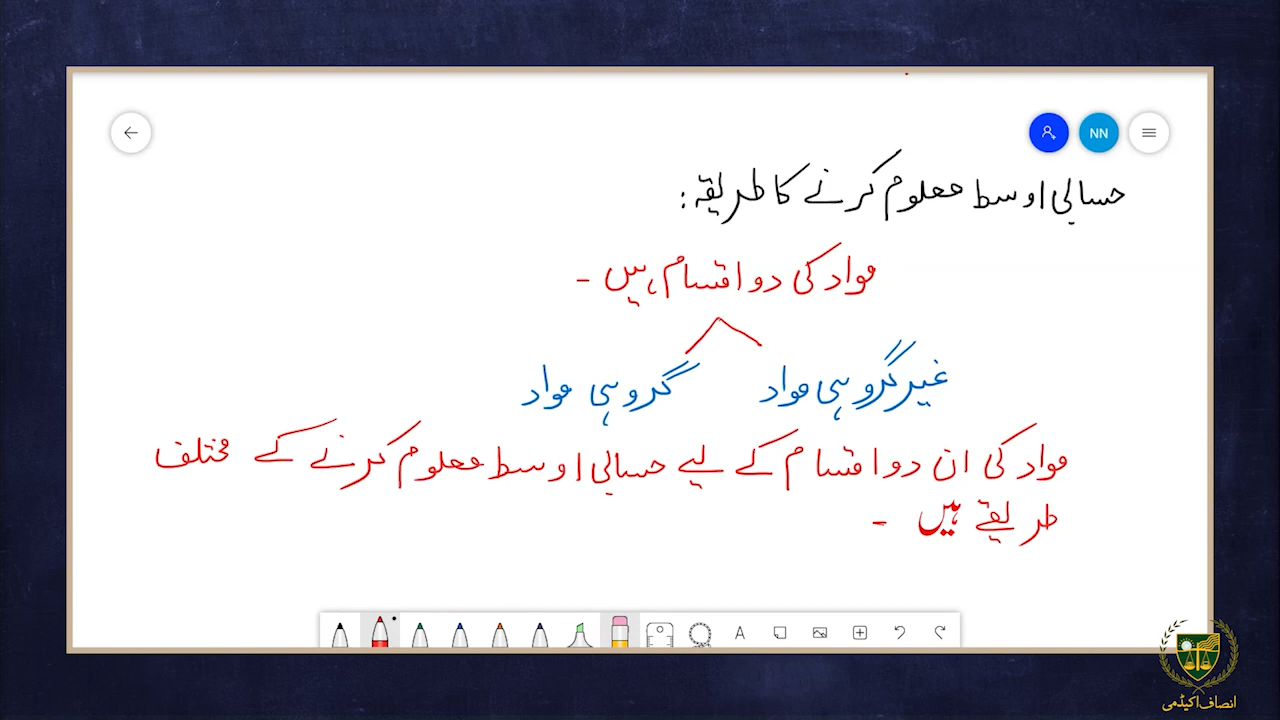 NN
حسابی اوسط معلوم کرنے کا طریقہ:
مواد کی دو اقسام ہیں -
غیر گروہی مواد
گروہی مواد
مواد کی ان دو اقسام کے لیے حسابی اوسط معلوم کرنے کے مختلف
طریقے ہیں -
A
انصاف اکیڈمی